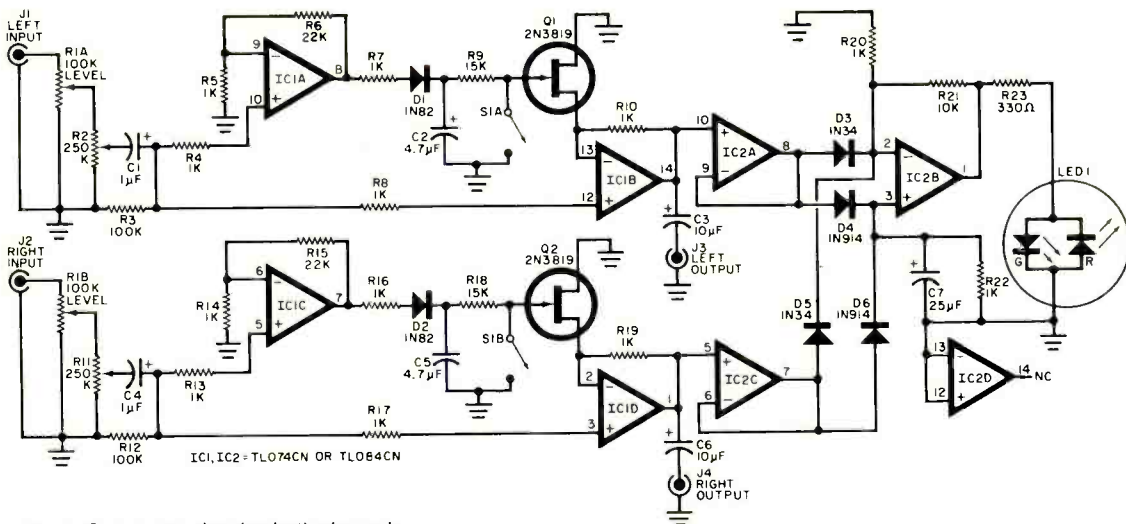 J1
LEFT
INPUT
R1A
100K
LEVEL
R2
250
K
C1
1µF
+
R3
100K
R4
1K
R5
1K
R6
22K
9
−
10
+
IC1A
8
R7
1K
D1
1N82
R9
15K
C2
4.7µF
+
S1A
Q1
2N3819
R8
1K
R10
1K
13
−
12
+
IC1B
14
C3
10µF
+
J3
LEFT
OUTPUT
10
+
9
−
IC2A
8
D3
1N34
D4
1N914
R20
1K
R21
10K
R23
330Ω
2
−
3
+
IC2B
1
LED1
G
R
J2
RIGHT
INPUT
R1B
100K
LEVEL
R11
250
K
C4
1µF
+
R12
100K
R13
1K
R14
1K
R15
22K
6
−
5
+
IC1C
7
R16
1K
D2
1N82
R18
15K
C5
4.7µF
+
S1B
Q2
2N3819
R17
1K
R19
1K
2
−
3
+
IC1D
1
C6
10µF
+
J4
RIGHT
OUTPUT
5
+
6
−
IC2C
7
D5
1N34
D6
1N914
C7
25µF
+
R22
1K
13
−
12
+
IC2D
14
NC
IC1, IC2 = TL074CN OR TL084CN